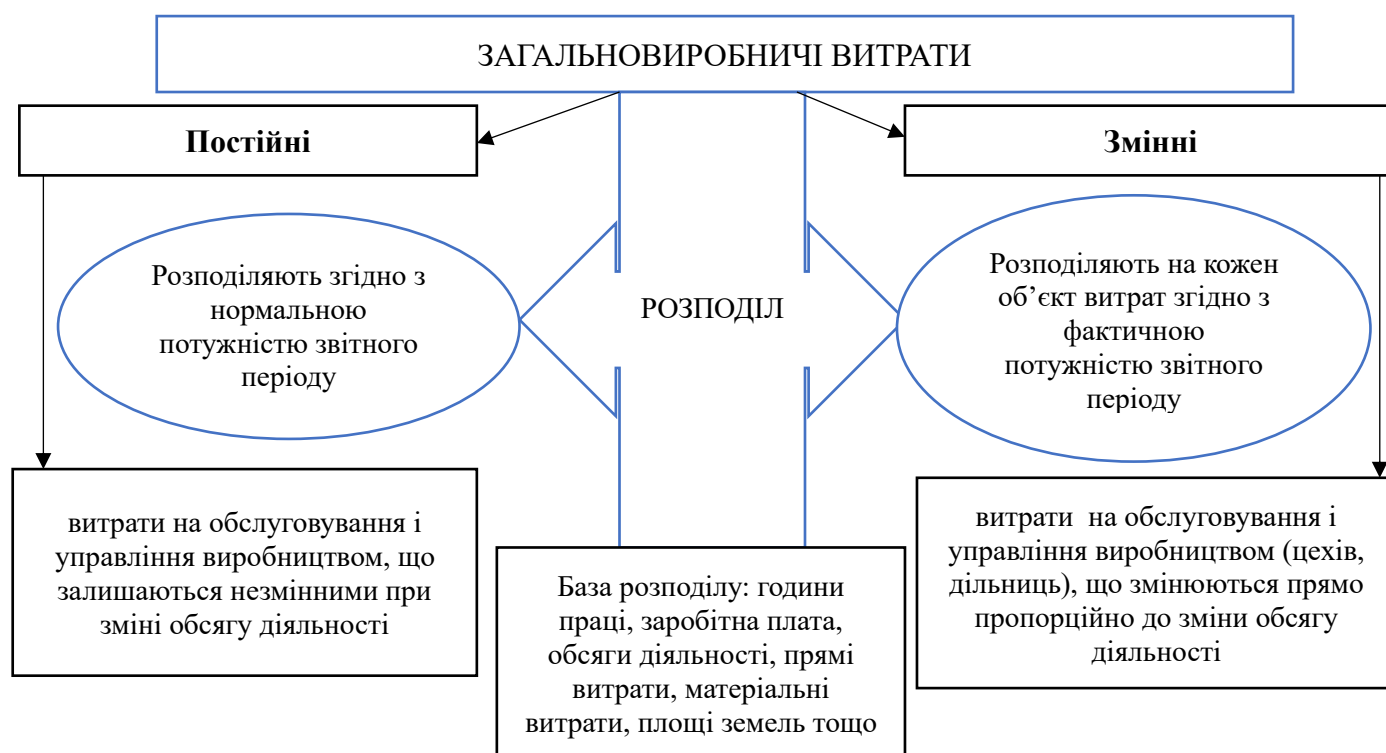 ЗАГАЛЬНОВИРОБНИЧІ ВИТРАТИ
Постійні
Змінні
Розподіляють згідно з
нормальною
потужністю звітного
періоду
РОЗПОДІЛ
Розподіляють на кожен
об’єкт витрат згідно з
фактичною
потужністю звітного
періоду
витрати на обслуговування і
управління виробництвом, що
залишаються незмінними при
зміні обсягу діяльності
База розподілу: години
праці, заробітна плата,
обсяги діяльності, прямі
витрати, матеріальні
витрати, площі земель тощо
витрати на обслуговування і
управління виробництвом (цехів,
дільниць), що змінюються прямо
пропорційно до зміни обсягу
діяльності